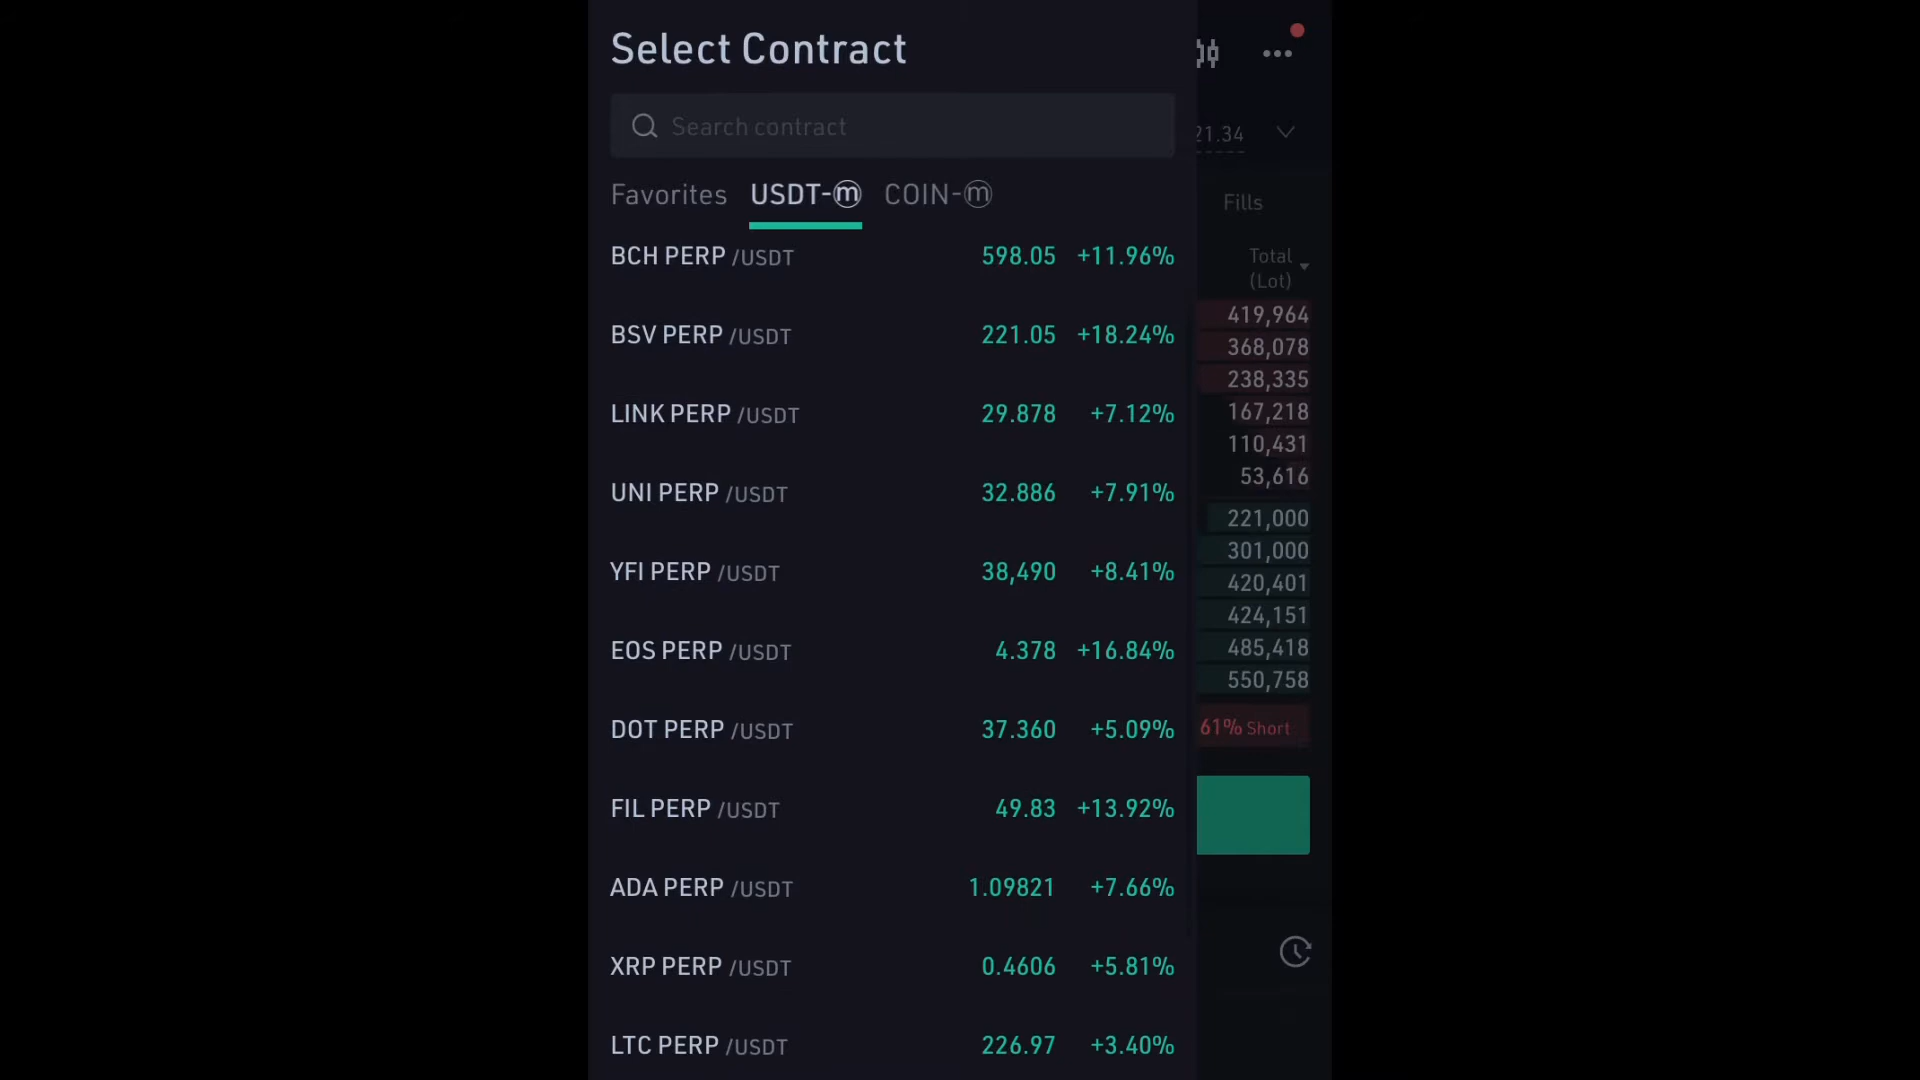 Select Contract
Search contract
21.34
Favorites USDT-ⓜ COIN-ⓜ
Fills
Total
(Lot)
BCH PERP /USDT 598.05 +11.96%
BSV PERP /USDT 221.05 +18.24%
LINK PERP /USDT 29.878 +7.12%
UNI PERP /USDT 32.886 +7.91%
YFI PERP /USDT 38,490 +8.41%
EOS PERP /USDT 4.378 +16.84%
DOT PERP /USDT 37.360 +5.09%
FIL PERP /USDT 49.83 +13.92%
ADA PERP /USDT 1.09821 +7.66%
XRP PERP /USDT 0.4606 +5.81%
LTC PERP /USDT 226.97 +3.40%
419,964
368,078
238,335
167,218
110,431
53,616
221,000
301,000
420,401
424,151
485,418
550,758
61% Short